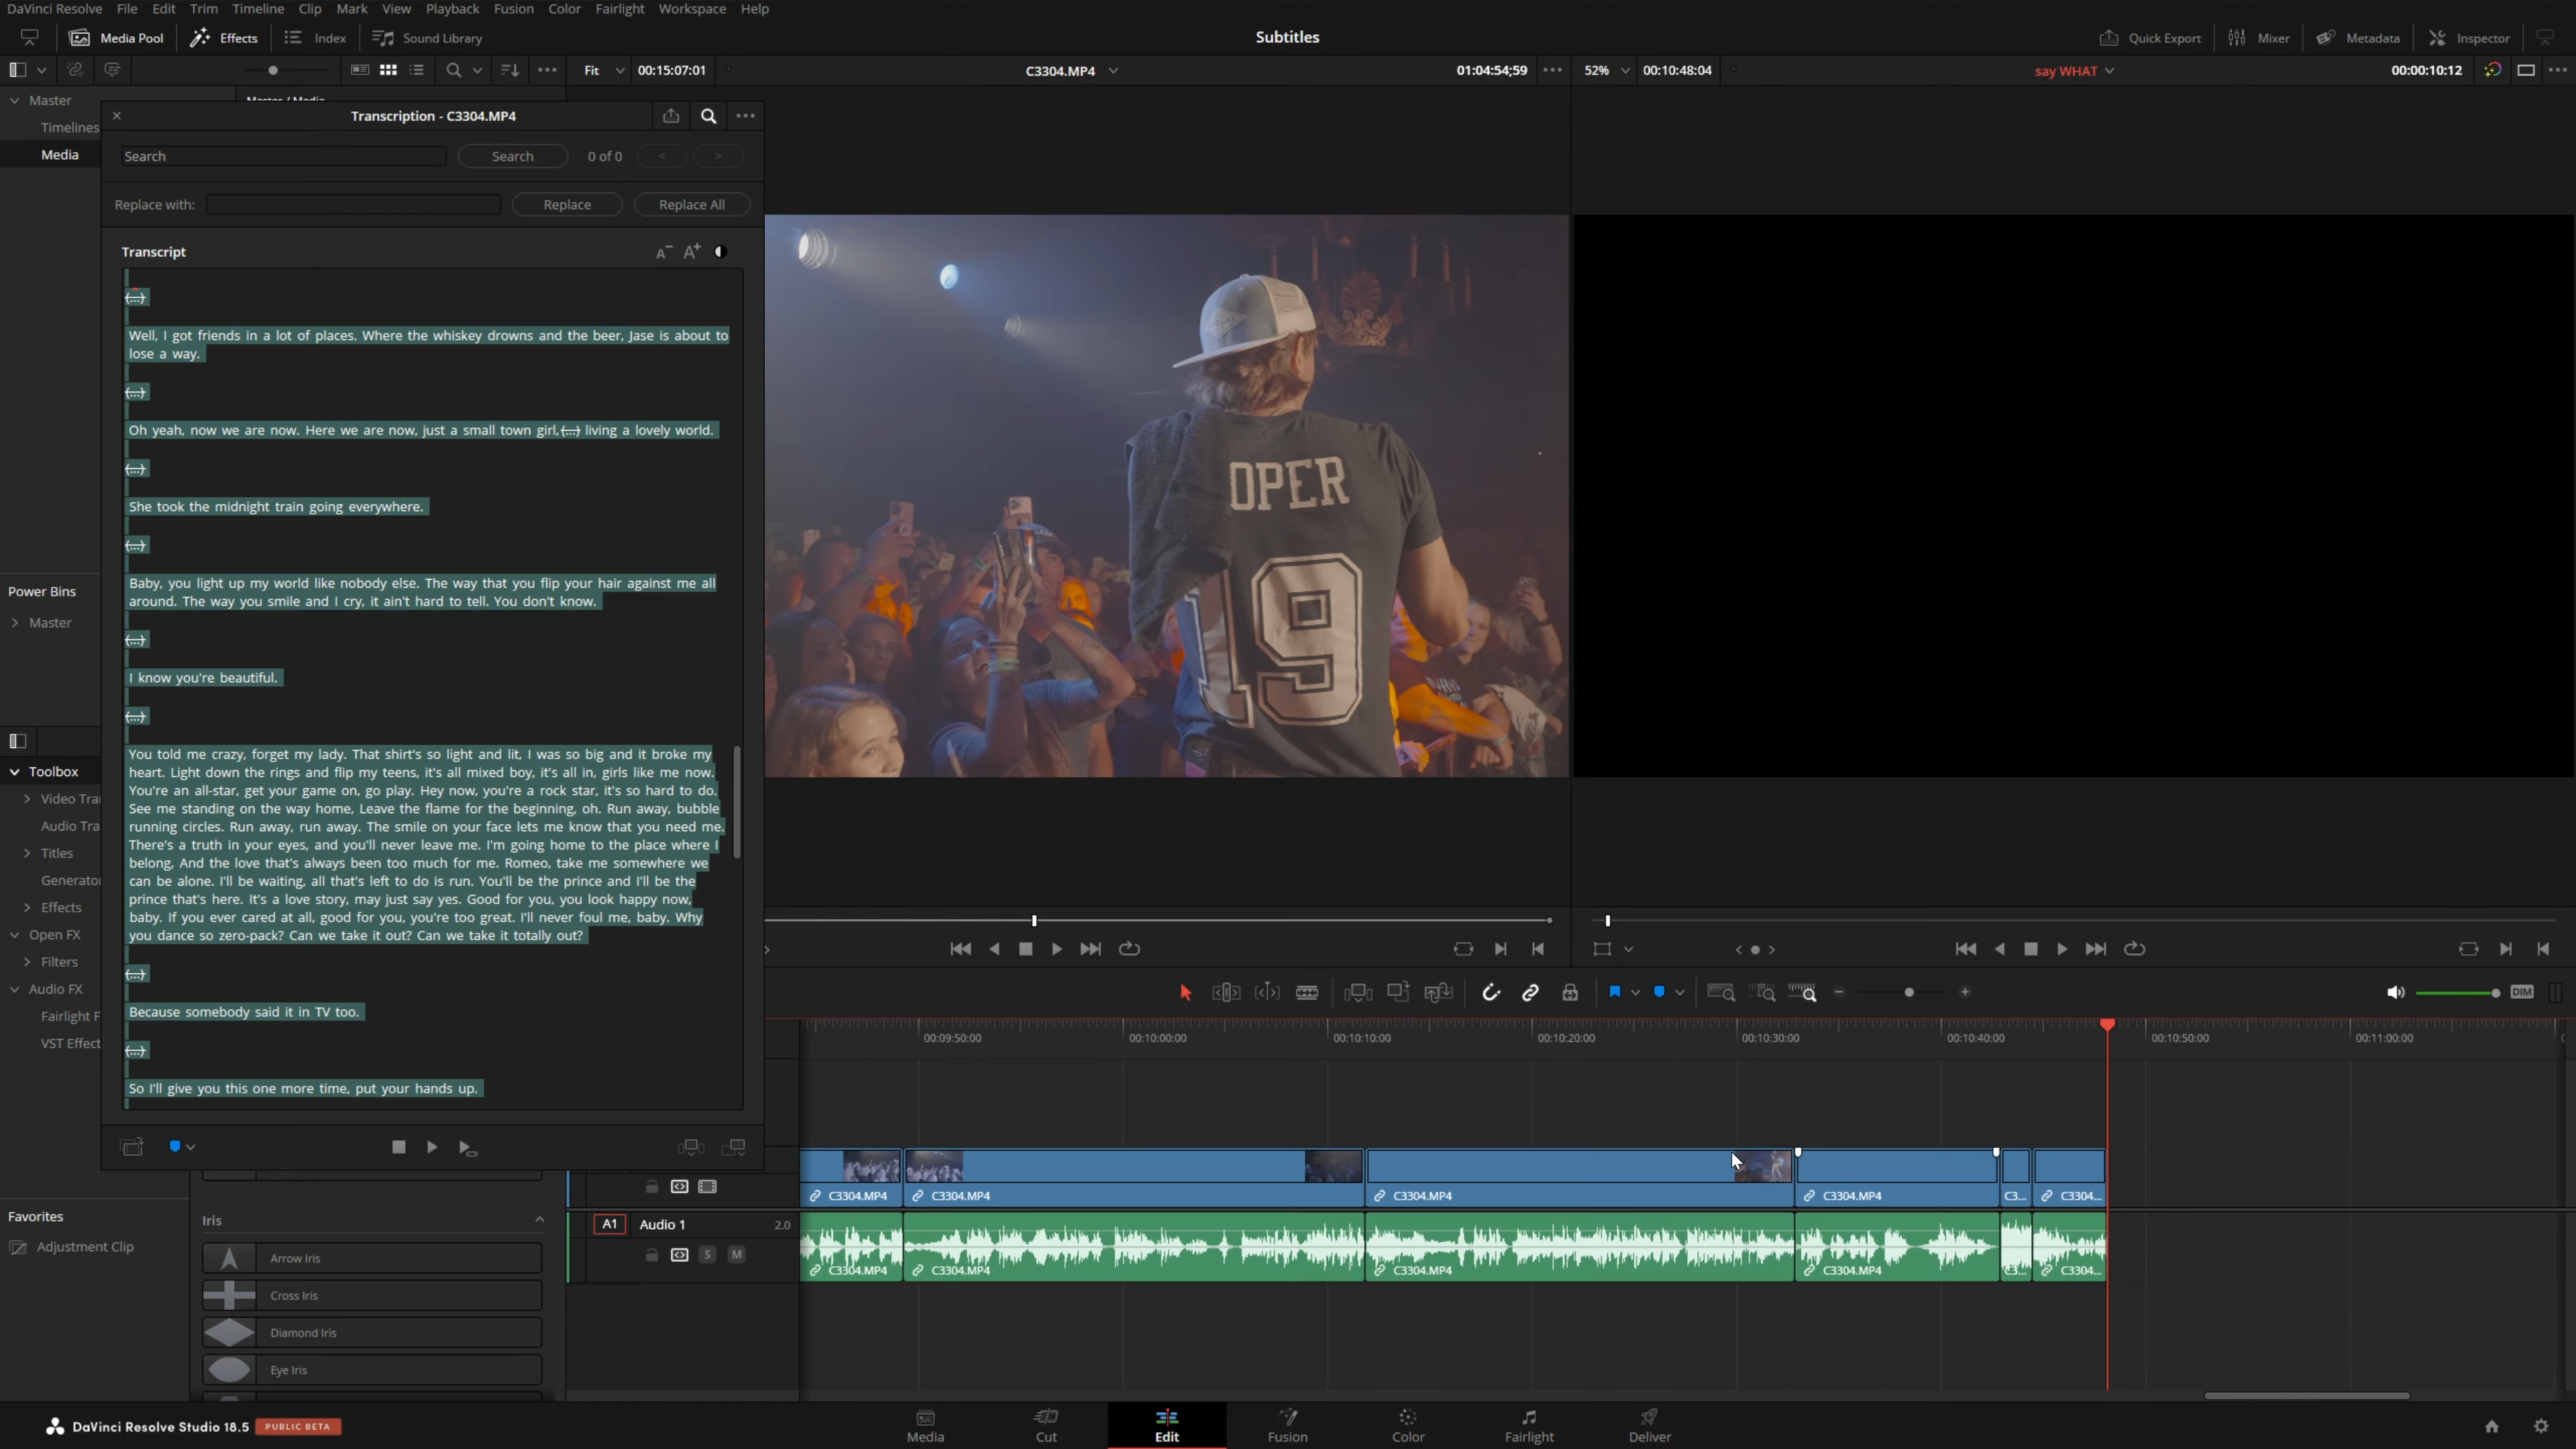 DaVinci Resolve File Edit Trim Timeline Clip Mark View Playback Fusion Color Fairlight Workspace Help
Media Pool Effects Index Sound Library Subtitles Quick Export Mixer Metadata Inspector
Fit 00:15:07:01 C3304.MP4 01:04:54;59 52% 00:10:48:04 say WHAT 00:00:10:12
Master
Timelines
Media
Transcription - C3304.MP4
Search Search 0 of 0 < >
Replace with: Replace Replace All
Transcript A- A+
(...)
Well, I got friends in a lot of places. Where the whiskey drowns and the beer, Jase is about to
lose a way.
(...)
Oh yeah, now we are now. Here we are now, just a small town girl,(...) living a lovely world.
(...)
She took the midnight train going everywhere.
(...)
Baby, you light up my world like nobody else. The way that you flip your hair against me all
around. The way you smile and I cry, it ain't hard to tell. You don't know.
(...)
I know you're beautiful.
(...)
You told me crazy, forget my lady. That shirt's so light and lit, I was so big and it broke my
heart. Light down the rings and flip my teens, it's all mixed boy, it's all in, girls like me now.
You're an all-star, get your game on, go play. Hey now, you're a rock star, it's so hard to do.
See me standing on the way home, Leave the flame for the beginning, oh. Run away, bubble
running circles. Run away, run away. The smile on your face lets me know that you need me.
There's a truth in your eyes, and you'll never leave me. I'm going home to the place where I
belong, And the love that's always been too much for me. Romeo, take me somewhere we
can be alone. I'll be waiting, all that's left to do is run. You'll be the prince and I'll be the
prince that's here. It's a love story, may just say yes. Good for you, you look happy now,
baby. If you ever cared at all, good for you, you're too great. I'll never foul me, baby. Why
you dance so zero-pack? Can we take it out? Can we take it totally out?
(...)
Because somebody said it in TV too.
(...)
So I'll give you this one more time, put your hands up.
OPER
19
Power Bins
Master
Toolbox
Video Tra
Audio Tra
Titles
Generato
Effects
Open FX
Filters
Audio FX
Fairlight F
VST Effect
Favorites
Adjustment Clip
Iris
Arrow Iris
Cross Iris
Diamond Iris
Eye Iris
DIM
00:09:50:00 00:10:00:00 00:10:10:00 00:10:20:00 00:10:30:00 00:10:40:00 00:10:50:00 00:11:00:00
C3304.MP4 C3304.MP4 C3304.MP4 C3304.MP4 C3... C3304...
A1 Audio 1 2.0
S M
C3304.MP4 C3304.MP4 C3304.MP4 C3304.MP4 C3... C3304...
DaVinci Resolve Studio 18.5 PUBLIC BETA
Media Cut Edit Fusion Color Fairlight Deliver